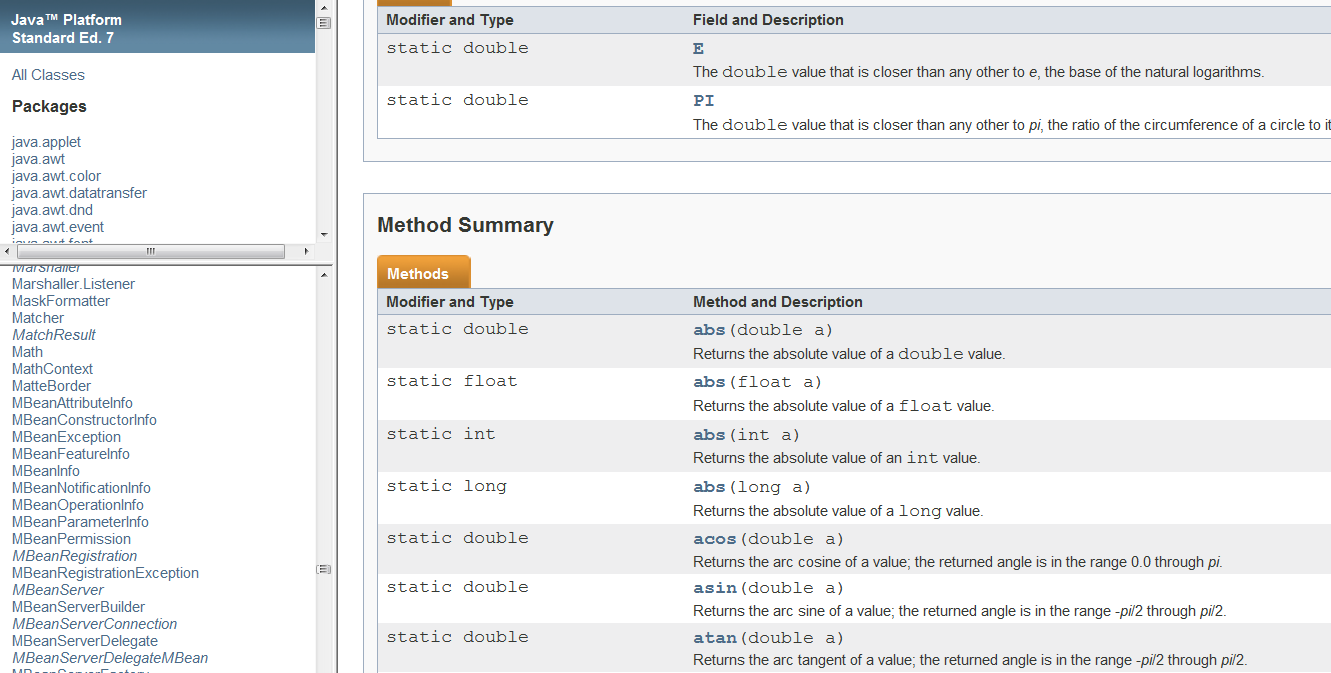 Java™ Platform
Standard Ed. 7
All Classes
Packages
java.applet
java.awt
java.awt.color
java.awt.datatransfer
java.awt.dnd
java.awt.event
java.awt.font
Marshaller
Marshaller.Listener
MaskFormatter
Matcher
MatchResult
Math
MathContext
MatteBorder
MBeanAttributeInfo
MBeanConstructorInfo
MBeanException
MBeanFeatureInfo
MBeanInfo
MBeanNotificationInfo
MBeanOperationInfo
MBeanParameterInfo
MBeanPermission
MBeanRegistration
MBeanRegistrationException
MBeanServer
MBeanServerBuilder
MBeanServerConnection
MBeanServerDelegate
MBeanServerDelegateMBean
MBeanServerFactory
Modifier and Type Field and Description
static double E
The double value that is closer than any other to e, the base of the natural logarithms.
static double PI
The double value that is closer than any other to pi, the ratio of the circumference of a circle to it
Method Summary
Methods
Modifier and Type Method and Description
static double abs(double a)
Returns the absolute value of a double value.
static float abs(float a)
Returns the absolute value of a float value.
static int abs(int a)
Returns the absolute value of an int value.
static long abs(long a)
Returns the absolute value of a long value.
static double acos(double a)
Returns the arc cosine of a value; the returned angle is in the range 0.0 through pi.
static double asin(double a)
Returns the arc sine of a value; the returned angle is in the range -pi/2 through pi/2.
static double atan(double a)
Returns the arc tangent of a value; the returned angle is in the range -pi/2 through pi/2.